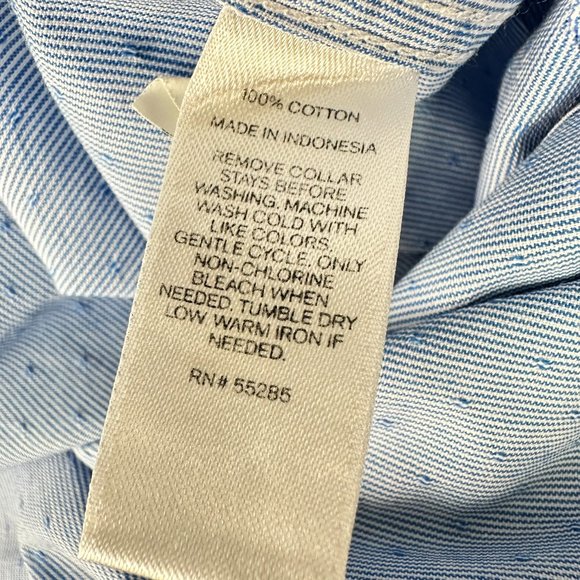 100% COTTON
MADE IN INDONESIA
REMOVE COLLAR
STAYS BEFORE
WASHING. MACHINE
WASH COLD WITH
LIKE COLORS,
GENTLE CYCLE, ONLY
NON-CHLORINE
BLEACH WHEN
NEEDED. TUMBLE DRY
LOW WARM IRON IF
NEEDED.
RN# 55285